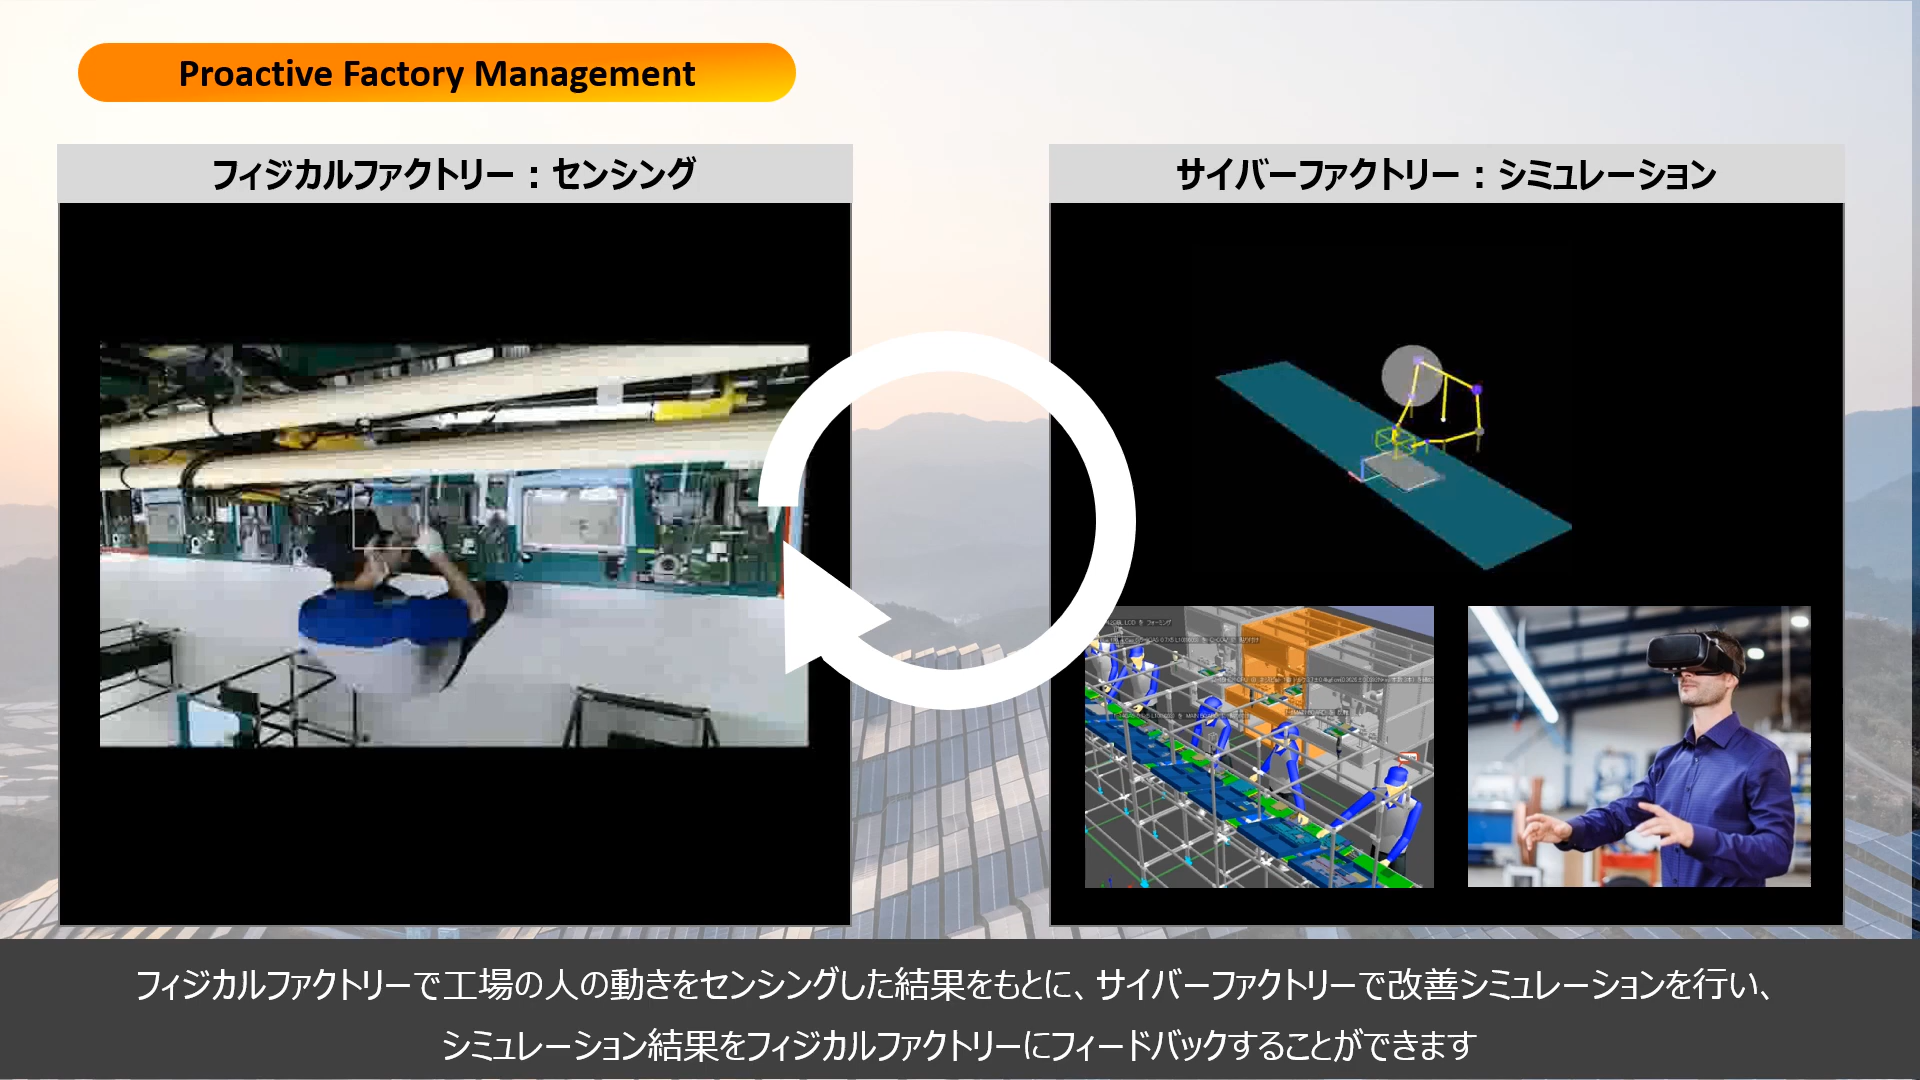 Proactive Factory Management
フィジカルファクトリー：センシング
サイバーファクトリー：シミュレーション
フィジカルファクトリーで工場の人の動きをセンシングした結果をもとに、サイバーファクトリーで改善シミュレーションを行い、
シミュレーション結果をフィジカルファクトリーにフィードバックすることができます